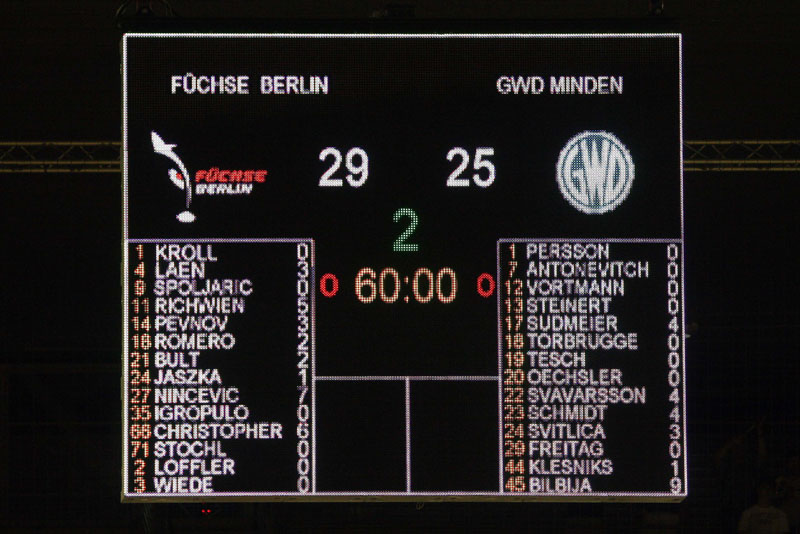 FÜCHSE BERLIN
GWD MINDEN
FÜCHSE
BERLIN
29
25
GWD
2
0 60:00 0
1 KROLL 0
4 LAEN 3
9 SPOLJARIC 0
11 RICHWIEN 5
14 PEVNOV 3
18 ROMERO 2
21 BULT 2
24 JASZKA 1
27 NINCEVIC 7
35 IGROPULO 0
66 CHRISTOPHER 6
71 STOCHL 0
2 LOFFLER 0
3 WIEDE 0
1 PERSSON 0
7 ANTONEVITCH 0
12 VORTMANN 0
13 STEINERT 0
17 SUDMEIER 4
18 TORBRUGGE 0
19 TESCH 0
20 OECHSLER 0
22 SVAVARSSON 4
23 SCHMIDT 4
24 SVITLICA 3
29 FREITAG 0
44 KLESNIKS 1
45 BILBIJA 9